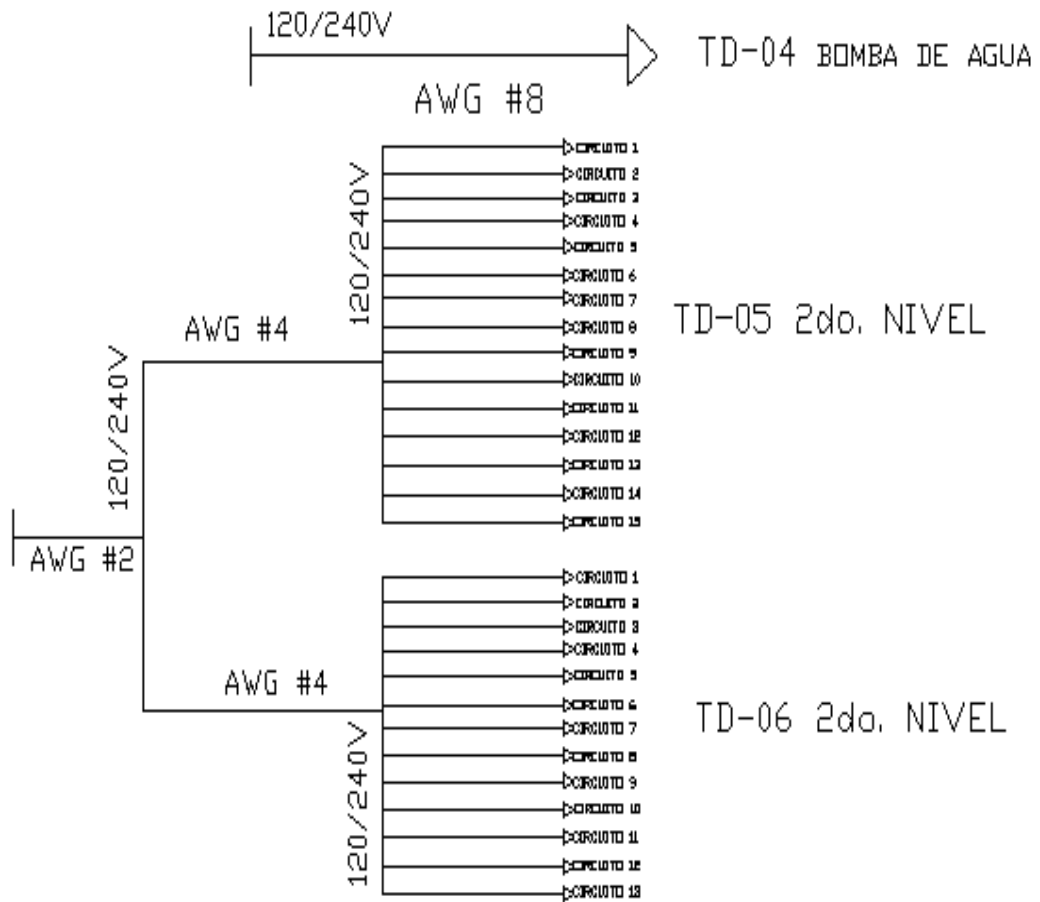 120/240V
TD-04 BOMBA DE AGUA
AWG #8
120/240V
CIRCUITO 1
CIRCUITO 2
CIRCUITO 3
CIRCUITO 4
CIRCUITO 5
CIRCUITO 6
CIRCUITO 7
CIRCUITO 8
CIRCUITO 9
CIRCUITO 10
CIRCUITO 11
CIRCUITO 12
CIRCUITO 13
CIRCUITO 14
CIRCUITO 15
TD-05 2do. NIVEL
AWG #4
120/240V
AWG #2
AWG #4
120/240V
CIRCUITO 1
CIRCUITO 2
CIRCUITO 3
CIRCUITO 4
CIRCUITO 5
CIRCUITO 6
CIRCUITO 7
CIRCUITO 8
CIRCUITO 9
CIRCUITO 10
CIRCUITO 11
CIRCUITO 12
CIRCUITO 13
TD-06 2do. NIVEL